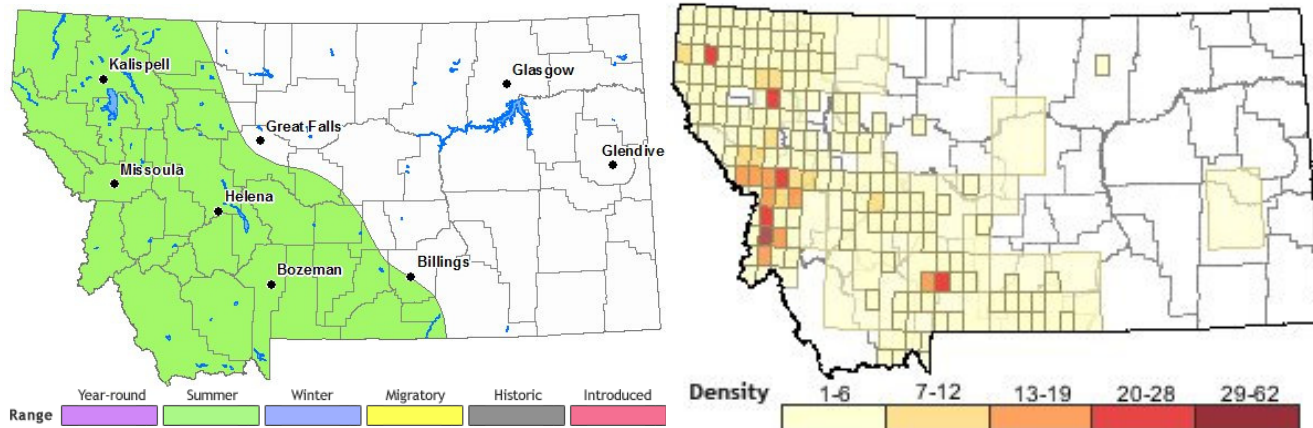 Kalispell
Glasgow
Great Falls
Glendive
Missoula
Helena
Bozeman
Billings
Year-round Summer Winter Migratory Historic Introduced
Range
Density 1-6 7-12 13-19 20-28 29-62